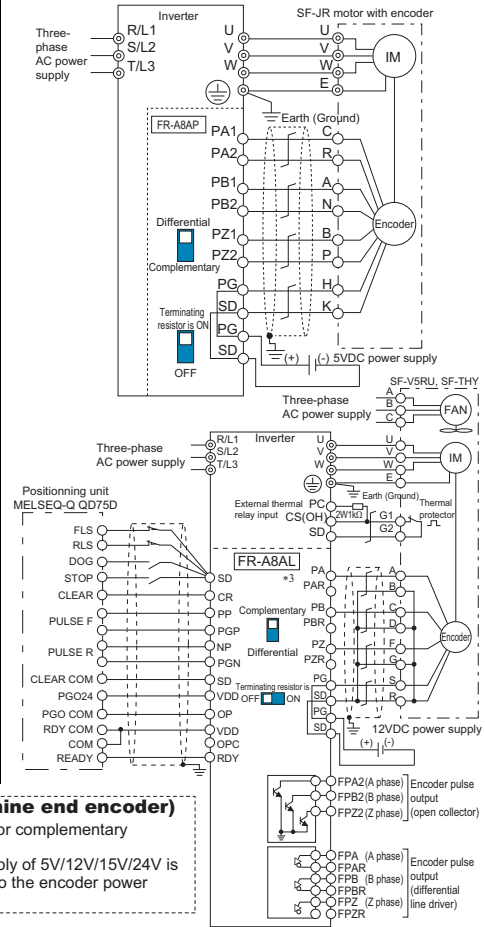 Inverter
SF-JR motor with encoder
Three-
phase
AC power
supply
R/L1
S/L2
T/L3
U
V
W
U
V
W
E
IM
Earth (Ground)
FR-A8AP
PA1
PA2
PB1
PB2
PZ1
PZ2
PG
SD
PG
SD
C
R
A
N
B
P
H
K
Encoder
Differential
Complementary
Terminating
resistor is ON
OFF
(+) (-) 5VDC power supply
SF-V5RU, SF-THY
Three-phase
AC power supply
A
B
C
FAN
Three-phase
AC power supply
R/L1
S/L2
T/L3
Inverter
U
V
W
U
V
W
E
IM
Earth (Ground)
External thermal
relay input
PC
CS(OH)
SD
2W1kΩ
G1
G2
Thermal
protector
Positionning unit
MELSEQ-Q QD75D
FLS
RLS
DOG
STOP
CLEAR
PULSE F
PULSE R
CLEAR COM
PGO24
PGO COM
RDY COM
COM
READY
SD
CR
PP
PGP
NP
PGN
SD
VDD
OP
VDD
OPC
RDY
FR-A8AL
*3
Complementary
Differential
Terminating resistor is
OFF ON
PA
PAR
PB
PBR
PZ
PZR
PG
SD
PG
SD
A
B
C
D
F
G
S
R
Encoder
12VDC power supply
(+) (-)
FPA2 (A phase)
FPB2 (B phase)
FPZ2 (Z phase)
Encoder pulse
output
(open collector)
FPA (A phase)
FPAR
FPB (B phase)
FPBR
FPZ (Z phase)
FPZR
Encoder pulse
output
(differential
line driver)
nine end encoder)
or complementary
ply of 5V/12V/15V/24V is
o the encoder power